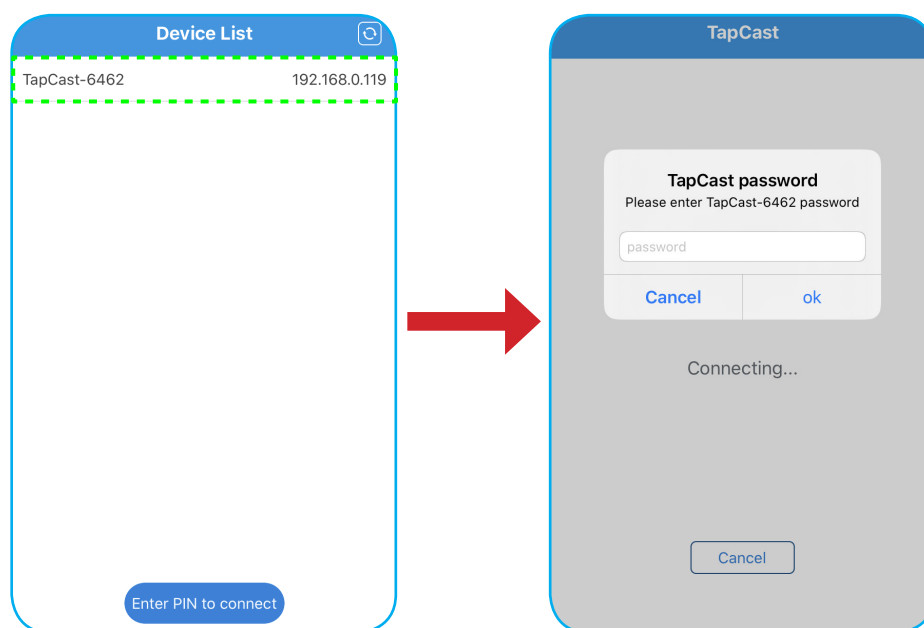 Device List
TapCast-6462 192.168.0.119
Enter PIN to connect
TapCast
TapCast password
Please enter TapCast-6462 password
password
Cancel ok
Connecting...
Cancel